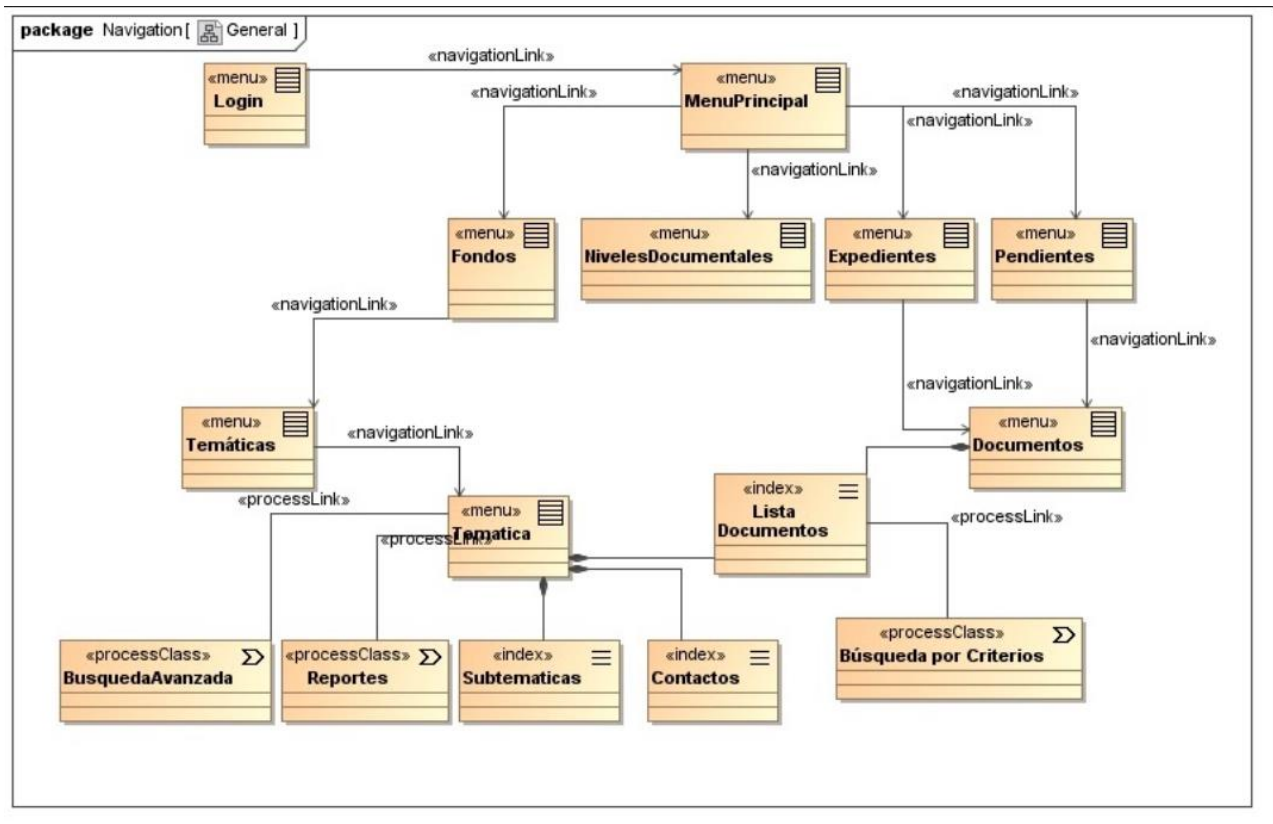 package Navigation [ General ]
«navigationLink»
«menu»
Login
«menu»
MenuPrincipal
«navigationLink»
«navigationLink»
«navigationLink»
«navigationLink»
«menu»
Fondos
«menu»
NivelesDocumentales
«menu»
Expedientes
«menu»
Pendientes
«navigationLink»
«navigationLink»
«navigationLink»
«menu»
Temáticas
«navigationLink»
«menu»
Documentos
«processLink»
«menu»
Tematica
«processLink»
«index»
Lista
Documentos
«processLink»
«processClass»
BusquedaAvanzada
«processClass»
Reportes
«index»
Subtematicas
«index»
Contactos
«processClass»
Búsqueda por Criterios